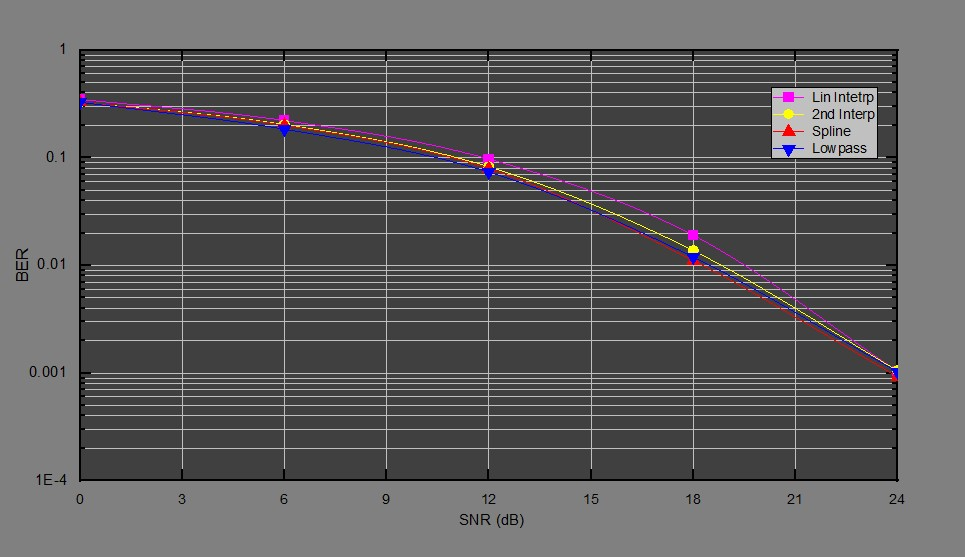 1
0.1
0.01
0.001
1E-4
BER
0 3 6 9 12 15 18 21 24
SNR (dB)
Lin Intetrp
2nd Interp
Spline
Lowpass